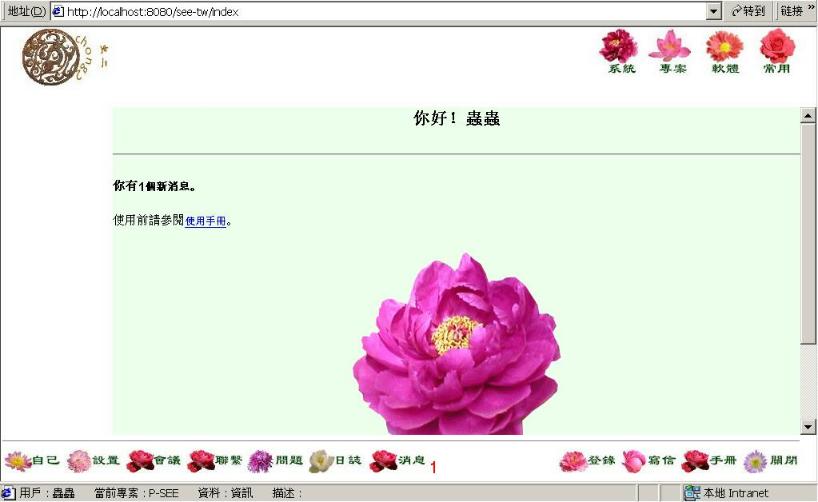 地址(D) http://localhost:8080/see-tw/index 转到 链接 »
chong2
系統 專案 軟體 常用
你好！蟲蟲
你有1個新消息。
使用前請參閱使用手冊。
自己 設置 會議 聯繫 問題 日誌 消息 1 登錄 寫信 手冊 關閉
用戶：蟲蟲 當前專案：P-SEE 資料：資訊 描述： 本地 Intranet